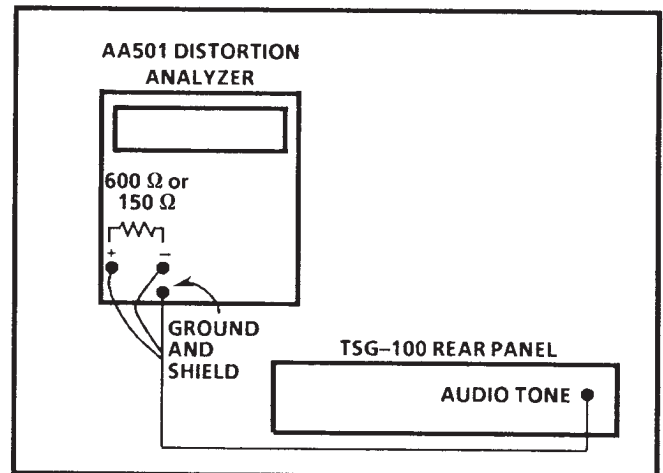 AA501 DISTORTION
ANALYZER
600 Ω or
150 Ω
+ –
GROUND
AND
SHIELD
TSG–100 REAR PANEL
AUDIO TONE